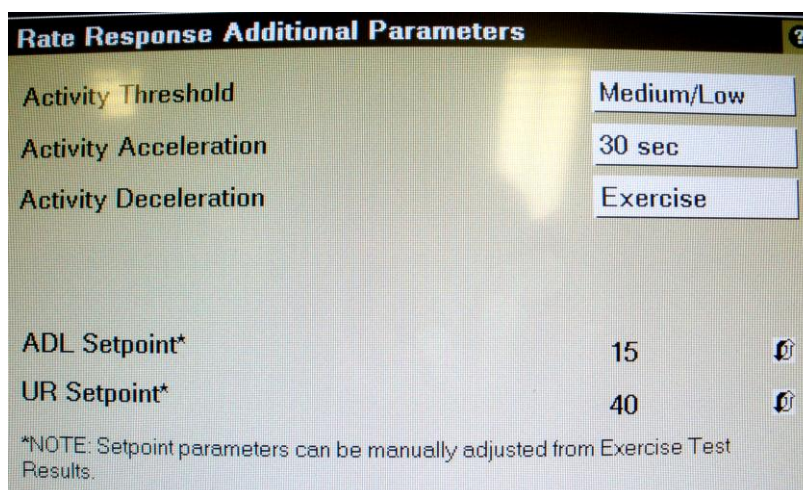 Rate Response Additional Parameters ?
Activity Threshold Medium/Low
Activity Acceleration 30 sec
Activity Deceleration Exercise
ADL Setpoint* 15
UR Setpoint* 40
*NOTE: Setpoint parameters can be manually adjusted from Exercise Test
Results.